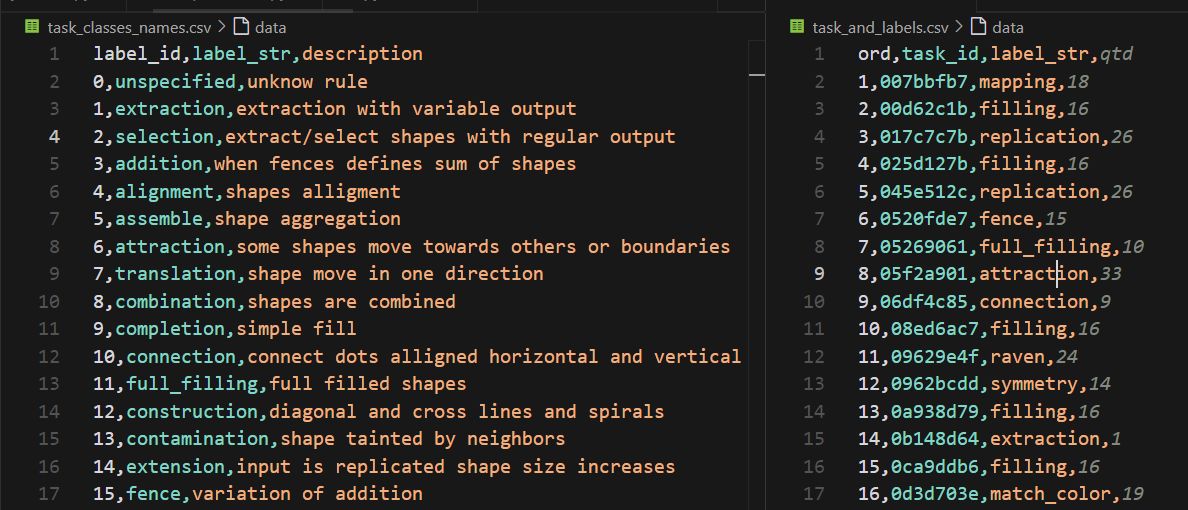 task_classes_names.csv > data
1 label_id,label_str,description
2 0,unspecified,unknow rule
3 1,extraction,extraction with variable output
4 2,selection,extract/select shapes with regular output
5 3,addition,when fences defines sum of shapes
6 4,alignment,shapes alligment
7 5,assemble,shape aggregation
8 6,attraction,some shapes move towards others or boundaries
9 7,translation,shape move in one direction
10 8,combination,shapes are combined
11 9,completion,simple fill
12 10,connection,connect dots alligned horizontal and vertical
13 11,full_filling,full filled shapes
14 12,construction,diagonal and cross lines and spirals
15 13,contamination,shape tainted by neighbors
16 14,extension,input is replicated shape size increases
17 15,fence,variation of addition
task_and_labels.csv > data
1 ord,task_id,label_str,qtd
2 1,007bbfb7,mapping,18
3 2,00d62c1b,filling,16
4 3,017c7c7b,replication,26
5 4,025d127b,filling,16
6 5,045e512c,replication,26
7 6,0520fde7,fence,15
8 7,05269061,full_filling,10
9 8,05f2a901,attraction,33
10 9,06df4c85,connection,9
11 10,08ed6ac7,filling,16
12 11,09629e4f,raven,24
13 12,0962bcdd,symmetry,14
14 13,0a938d79,filling,16
15 14,0b148d64,extraction,1
16 15,0ca9ddb6,filling,16
17 16,0d3d703e,match_color,19